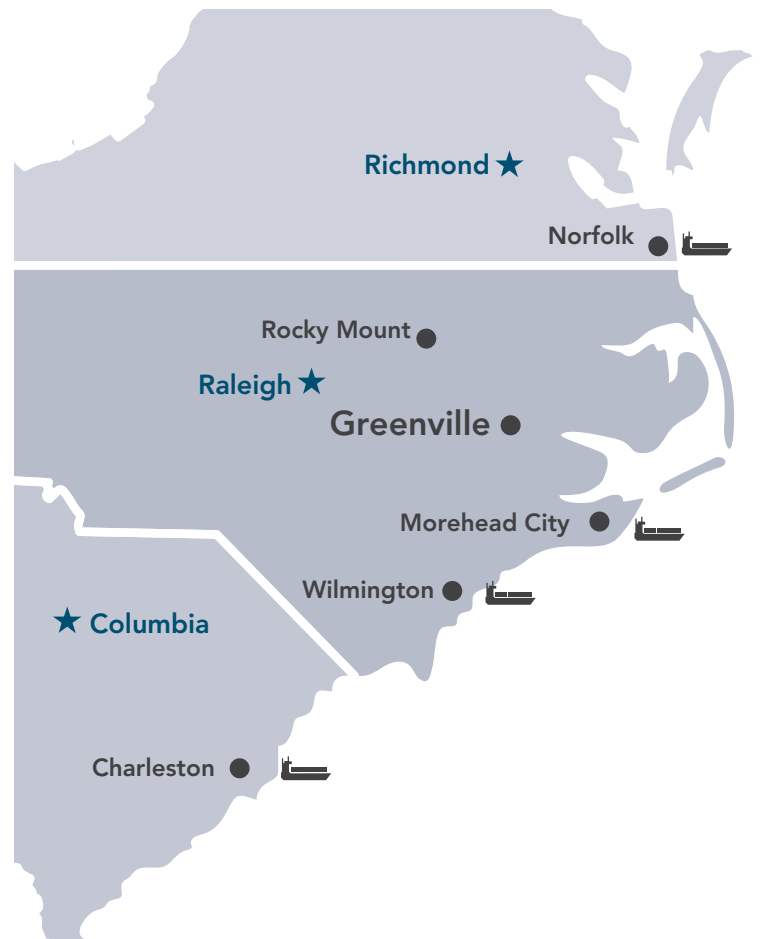 Richmond
Norfolk
Rocky Mount
Raleigh
Greenville
Morehead City
Wilmington
Columbia
Charleston